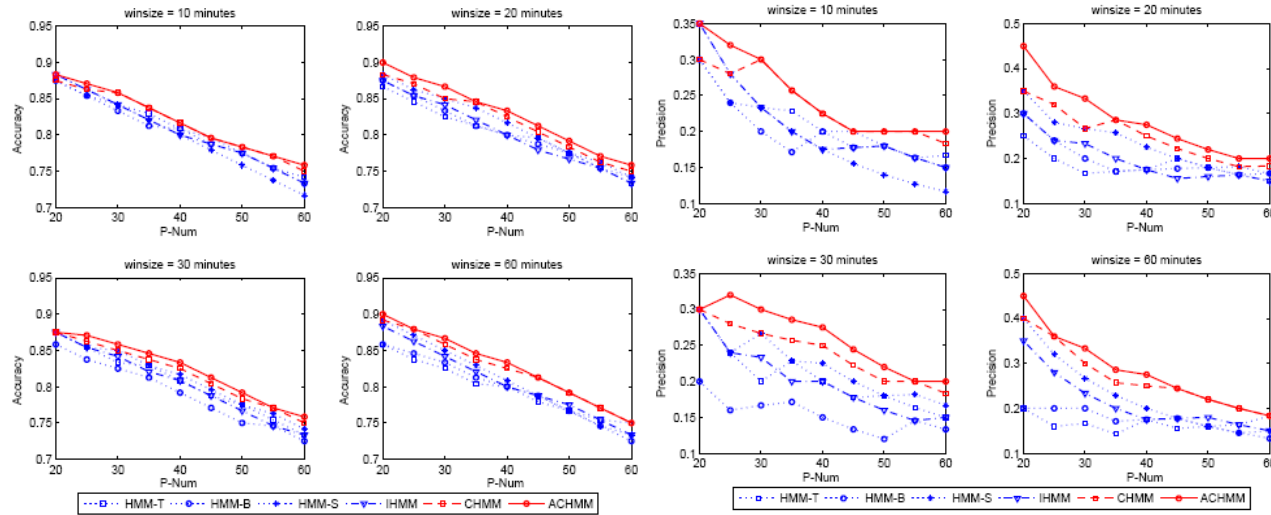 winsize = 10 minutes
0.95
0.9
0.85
0.8
0.75
0.7
Accuracy
20 30 40 50 60
P-Num
winsize = 20 minutes
0.95
0.9
0.85
0.8
0.75
0.7
Accuracy
20 30 40 50 60
P-Num
winsize = 10 minutes
0.35
0.3
0.25
0.2
0.15
0.1
Precision
20 30 40 50 60
P-Num
winsize = 20 minutes
0.5
0.4
0.3
0.2
0.1
Precision
20 30 40 50 60
P-Num
winsize = 30 minutes
0.95
0.9
0.85
0.8
0.75
0.7
Accuracy
20 30 40 50 60
P-Num
winsize = 60 minutes
0.95
0.9
0.85
0.8
0.75
0.7
Accuracy
20 30 40 50 60
P-Num
winsize = 30 minutes
0.35
0.3
0.25
0.2
0.15
0.1
Precision
20 30 40 50 60
P-Num
winsize = 60 minutes
0.5
0.4
0.3
0.2
0.1
Precision
20 30 40 50 60
P-Num
HMM-T HMM-B HMM-S IHMM CHMM ACHMM
HMM-T HMM-B HMM-S IHMM CHMM ACHMM